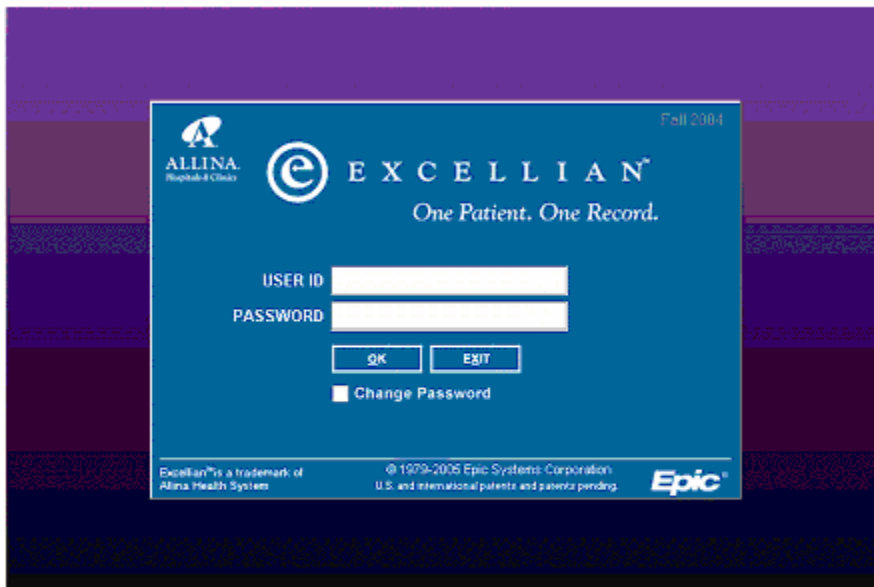 Fall 2004
ALLINA
Hospitals & Clinics
e EXCELLIAN™
One Patient. One Record.
USER ID
PASSWORD
OK EXIT
Change Password
Excellian™ is a trademark of
Allina Health System
© 1979-2005 Epic Systems Corporation
U.S. and international patents and patents pending.
Epic®